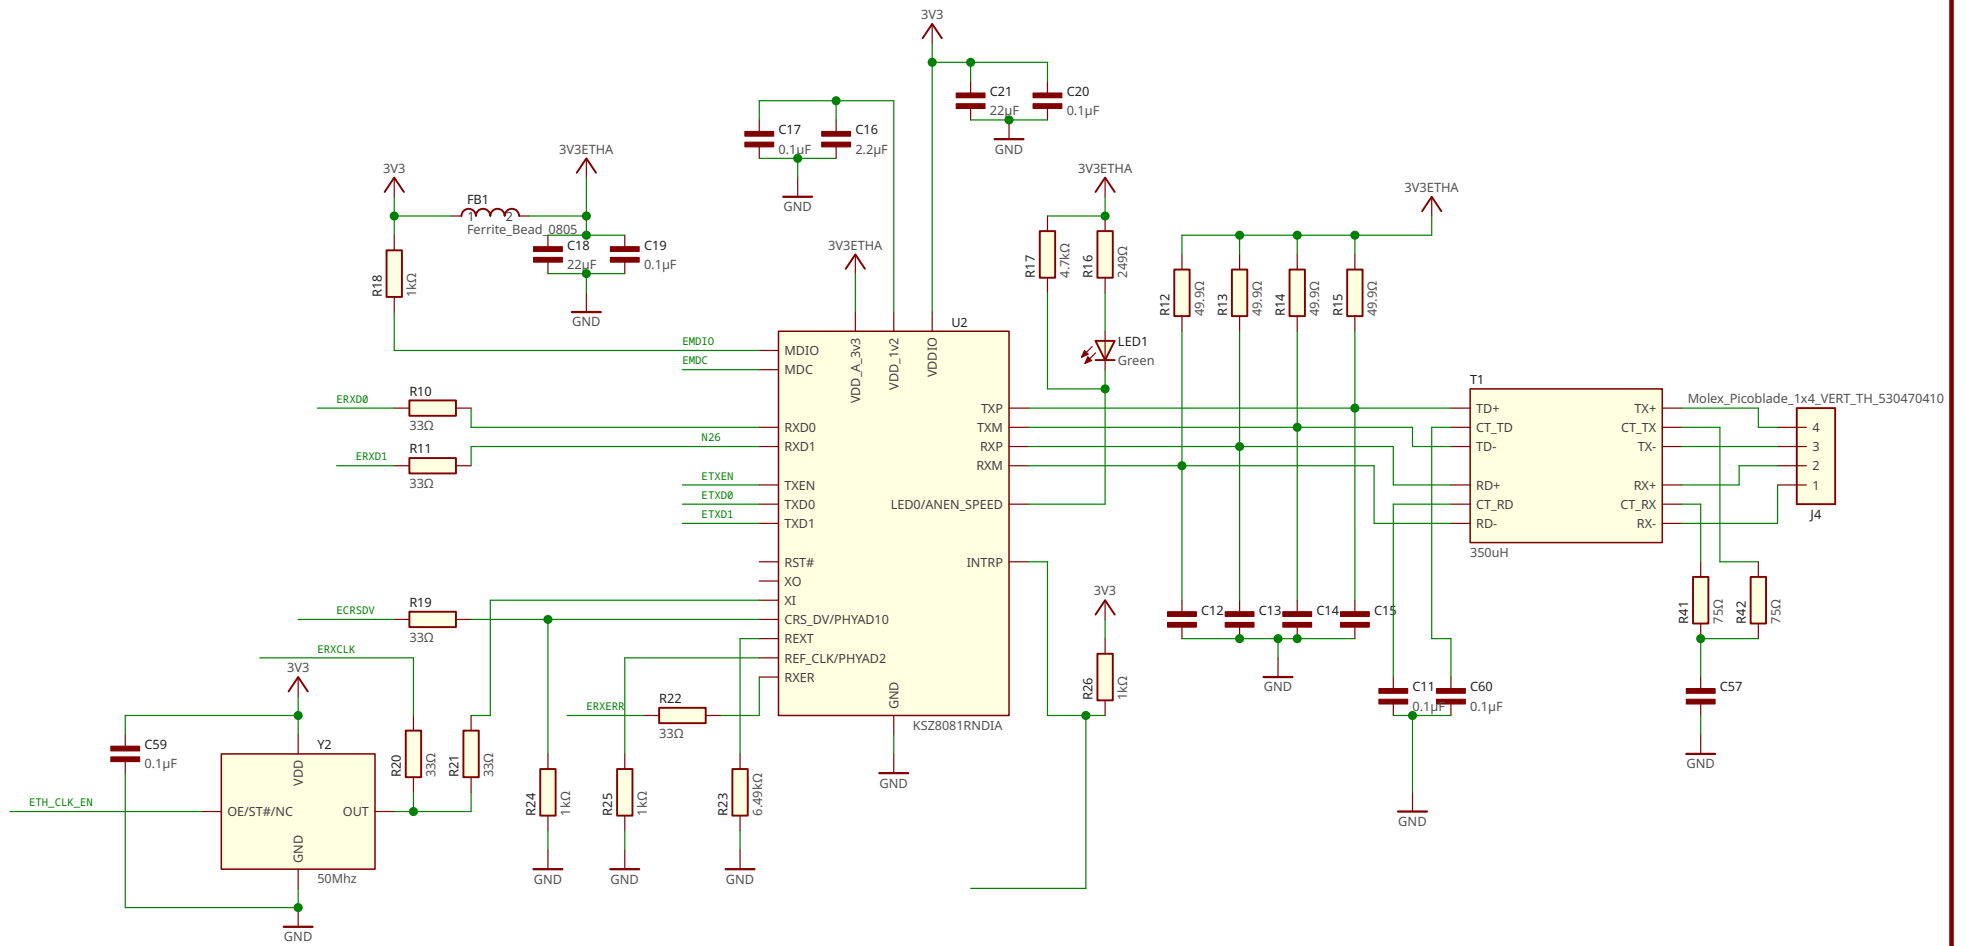 3V3
C21
22µF
C20
0.1µF
GND
C17
0.1µF
C16
2.2µF
GND
3V3
3V3ETHA
FB1
1 2
Ferrite_Bead_0805
C18
22µF
C19
0.1µF
GND
R18
1kΩ
3V3ETHA
3V3ETHA
R17
4.7kΩ
R16
249Ω
LED1
Green
3V3ETHA
R12
49.9Ω
R13
49.9Ω
R14
49.9Ω
R15
49.9Ω
U2
VDD_A_3v3
VDD_1v2
VDDIO
EMDIO
MDIO
EMDC
MDC
ERXD0
R10
33Ω
RXD0
ERXD1
R11
33Ω
N26
RXD1
ETXEN
TXEN
ETXD0
TXD0
ETXD1
TXD1
RST#
XO
XI
CRS_DV/PHYAD10
REXT
REF_CLK/PHYAD2
RXER
GND
TXP
TXM
RXP
RXM
LED0/ANEN_SPEED
INTRP
KSZ8081RNDIA
GND
ECRSDV
R19
33Ω
ERXCLK
3V3
C59
0.1µF
Y2
VDD
OE/ST#/NC
OUT
GND
50Mhz
ETH_CLK_EN
GND
R20
33Ω
R21
33Ω
ERXERR
R22
33Ω
R24
1kΩ
GND
R25
1kΩ
GND
R23
6.49kΩ
GND
3V3
R26
1kΩ
C12
C13
C14
C15
GND
C11
0.1µF
C60
0.1µF
GND
T1
TD+
CT_TD
TD-
RD+
CT_RD
RD-
TX+
CT_TX
TX-
RX+
CT_RX
RX-
350uH
Molex_Picoblade_1x4_VERT_TH_530470410
4
3
2
1
J4
R41
75Ω
R42
75Ω
C57
GND